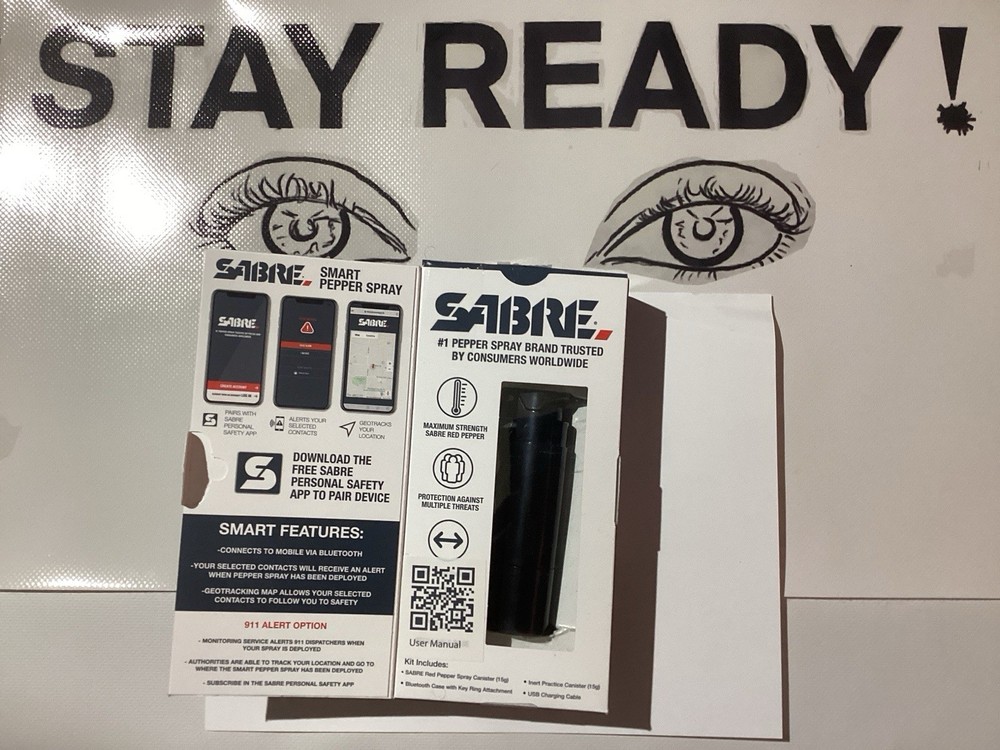 STAY READY !
SABRE
SMART
PEPPER SPRAY
SABRE
SABRE
PAIRS WITH
SABRE
PERSONAL
SAFETY APP
ALERTS YOUR
SELECTED
CONTACTS
GEOTRACKS
YOUR
LOCATION
DOWNLOAD THE
FREE SABRE
PERSONAL SAFETY
APP TO PAIR DEVICE
SMART FEATURES:
-CONNECTS TO MOBILE VIA BLUETOOTH
-YOUR SELECTED CONTACTS WILL RECEIVE AN ALERT
WHEN PEPPER SPRAY HAS BEEN DEPLOYED
-GEOTRACKING MAP ALLOWS YOUR SELECTED
CONTACTS TO FOLLOW YOU TO SAFETY
911 ALERT OPTION
- MONITORING SERVICE ALERTS 911 DISPATCHERS WHEN
YOUR SPRAY IS DEPLOYED
- AUTHORITIES ARE ABLE TO TRACK YOUR LOCATION AND GO TO
WHERE THE SMART PEPPER SPRAY HAS BEEN DEPLOYED
- SUBSCRIBE IN THE SABRE PERSONAL SAFETY APP
SABRE
#1 PEPPER SPRAY BRAND TRUSTED
BY CONSUMERS WORLDWIDE
MAXIMUM STRENGTH
SABRE RED PEPPER
PROTECTION AGAINST
MULTIPLE THREATS
User Manual
Kit Includes:
• SABRE Red Pepper Spray Canister (15g)
• Bluetooth Case with Key Ring Attachment
• Inert Practice Canister (15g)
• USB Charging Cable